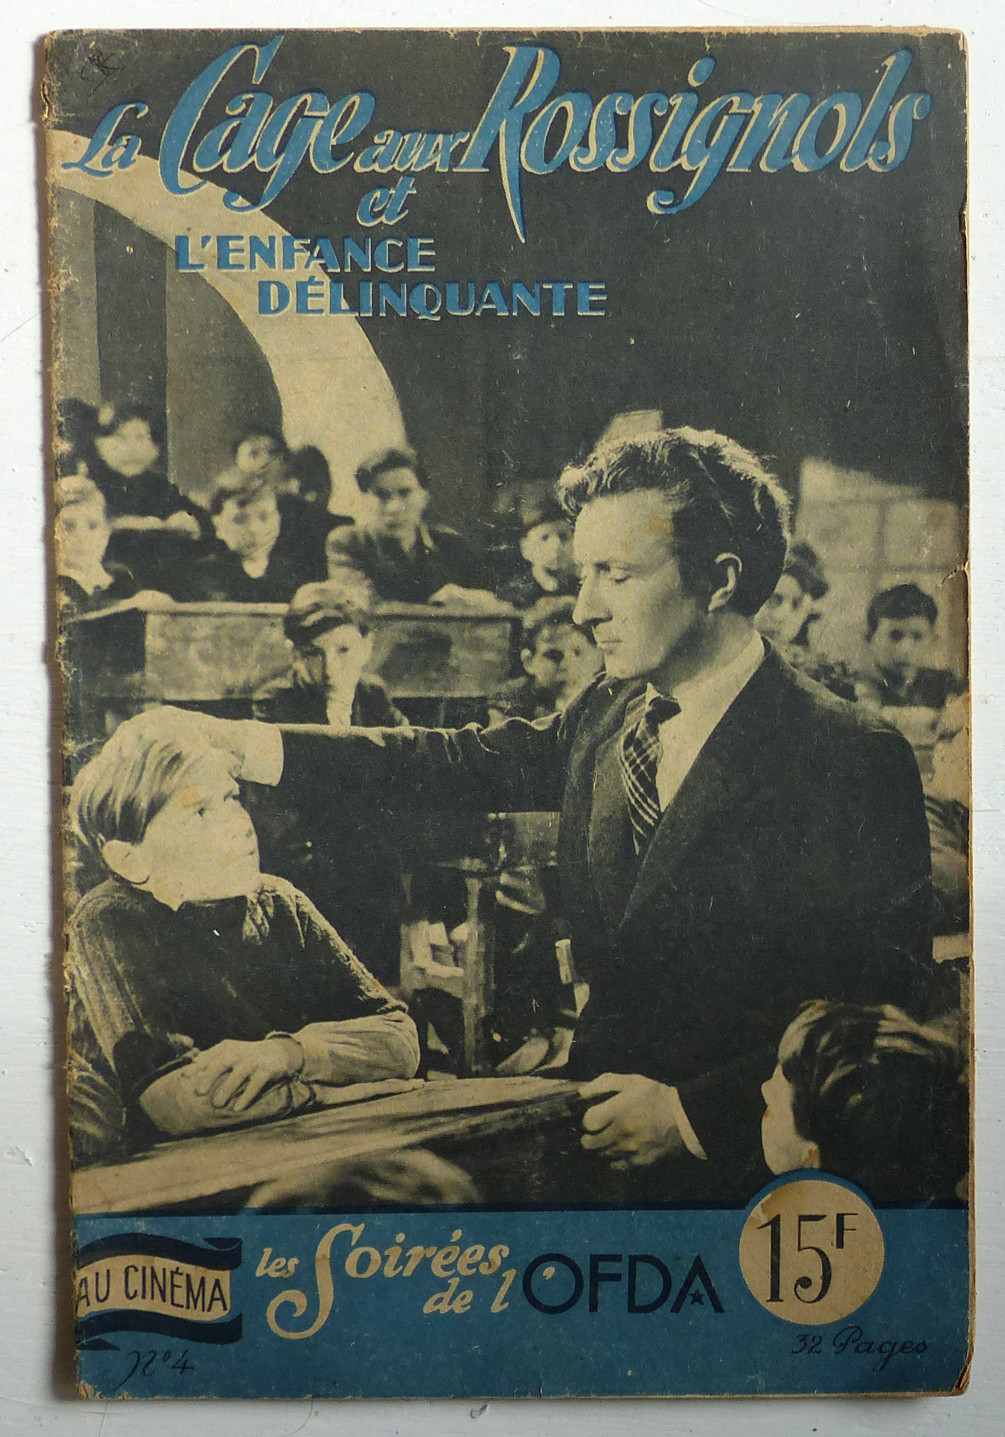 La Cage aux Rossignols
et
L'ENFANCE
DÉLINQUANTE
AU CINÉMA
les Soirées
de l'OFDA
15F
N° 4
32 Pages